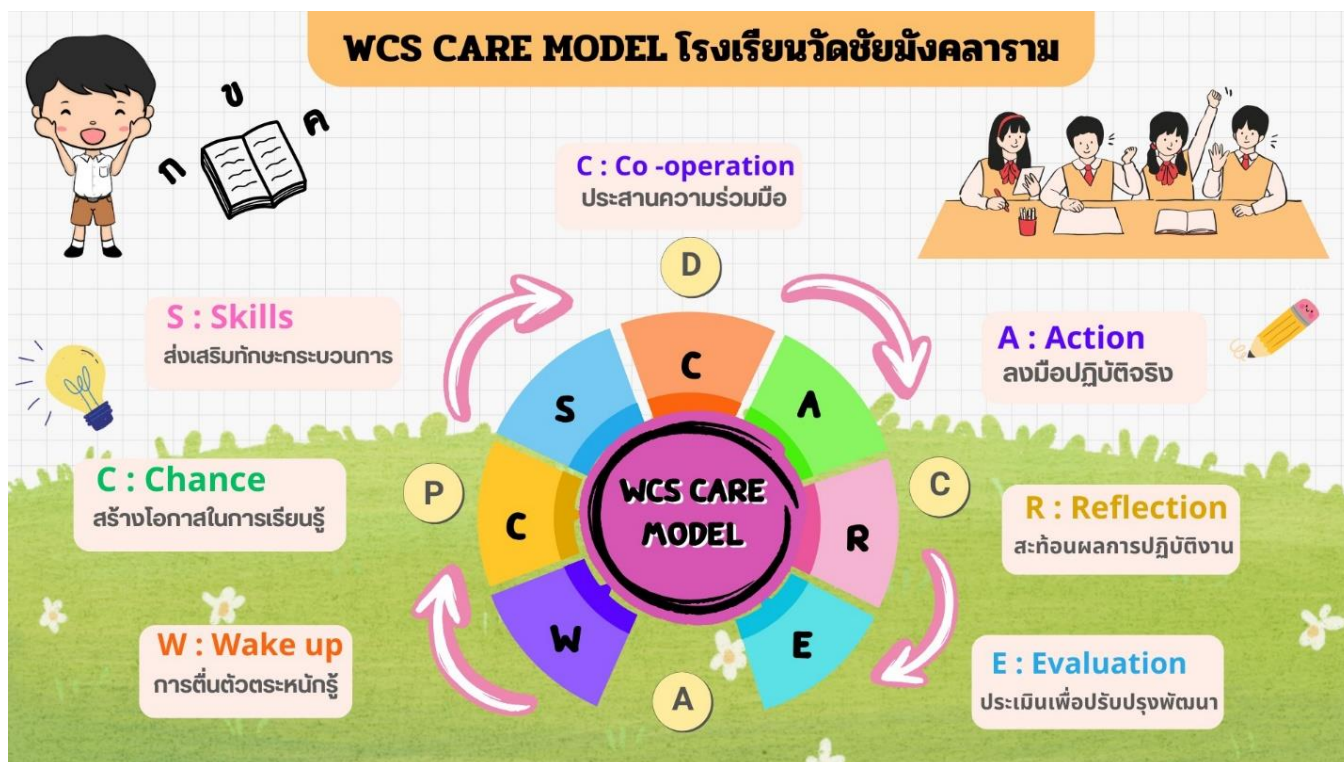 WCS CARE MODEL โรงเรียนวัดชัยมังคลาราม
ก
ข
ค
C : Co -operation
ประสานความร่วมมือ
D
S : Skills
ส่งเสริมทักษะกระบวนการ
A : Action
ลงมือปฏิบัติจริง
C : Chance
สร้างโอกาสในการเรียนรู้
P
C
R : Reflection
สะท้อนผลการปฏิบัติงาน
W : Wake up
การตื่นตัวตระหนักรู้
E : Evaluation
ประเมินเพื่อปรับปรุงพัฒนา
A
W
C
S
C
A
R
E
WCS CARE
MODEL